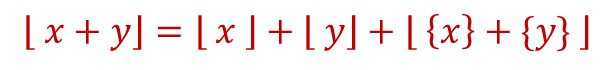 ⌊ x + y⌋ = ⌊ x ⌋ + ⌊ y⌋ + ⌊ {x} + {y} ⌋